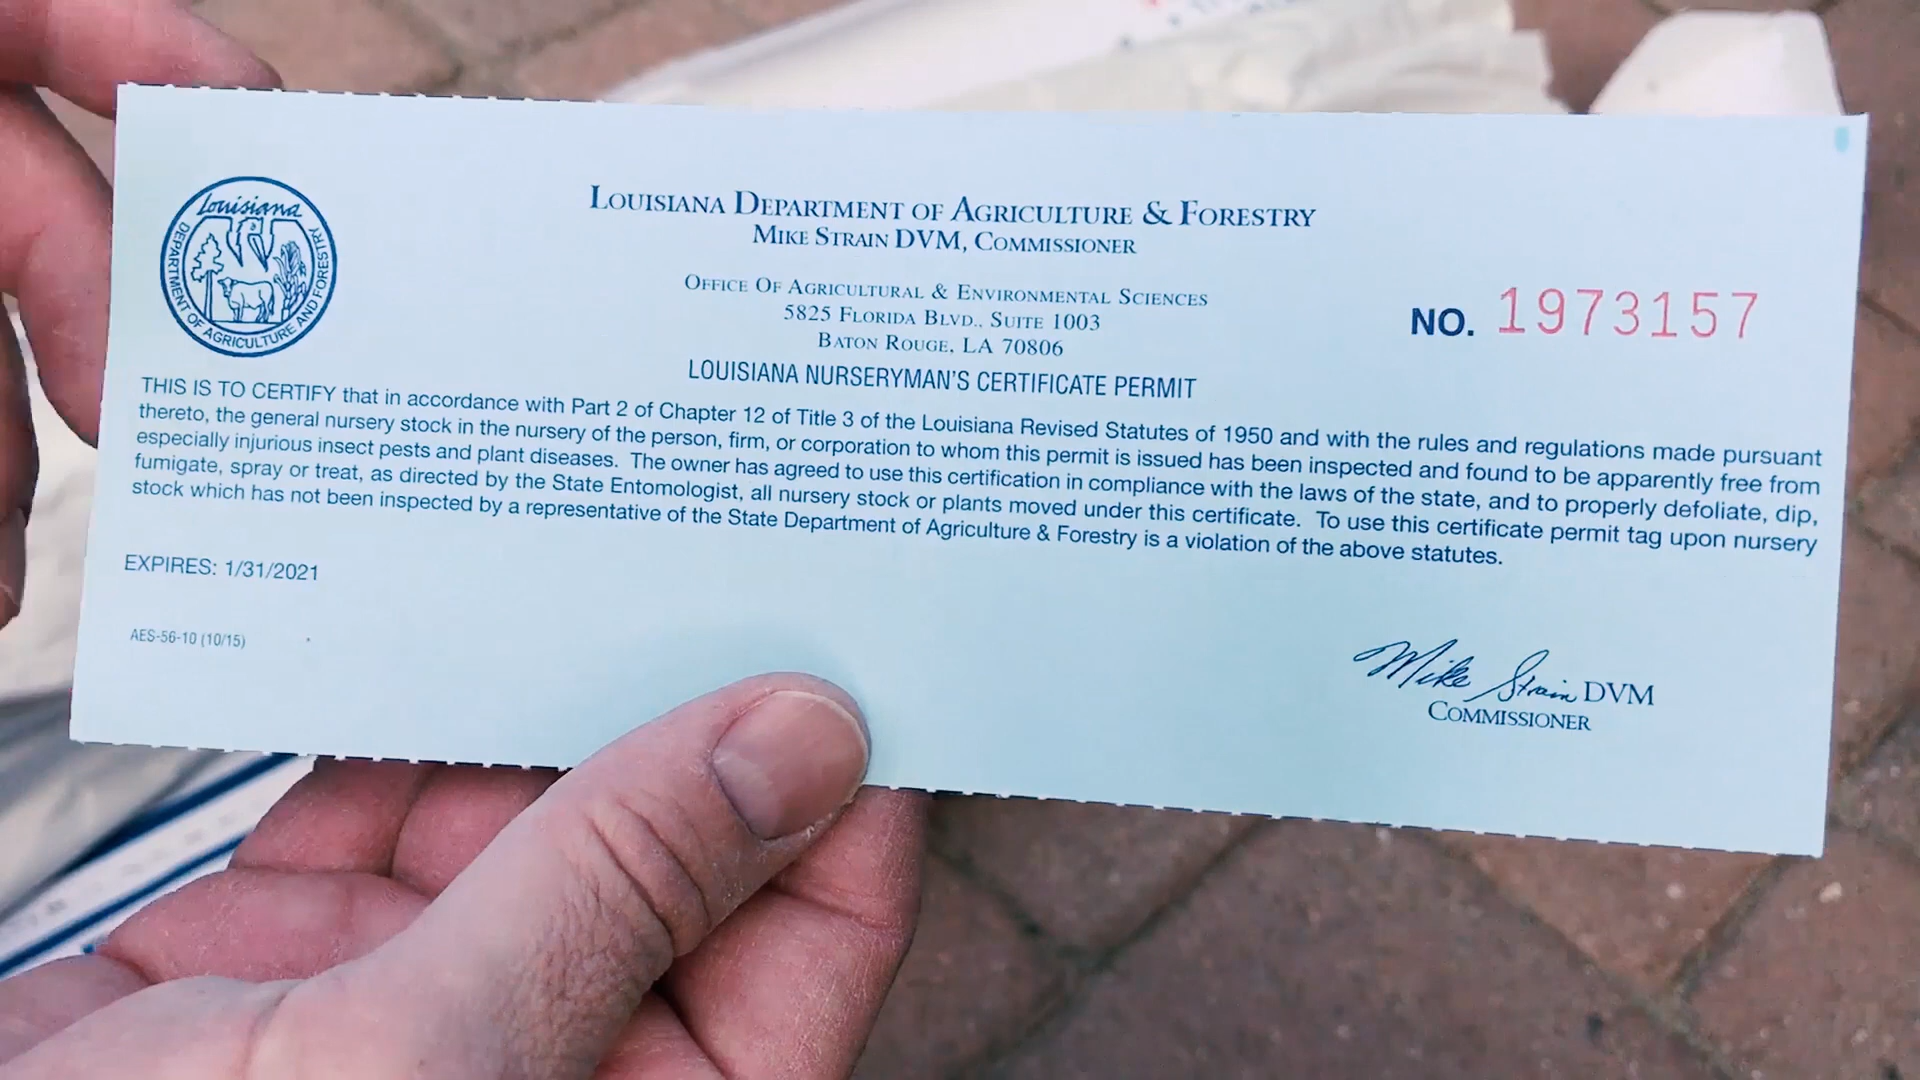 Louisiana
DEPARTMENT OF AGRICULTURE AND FORESTRY
LOUISIANA DEPARTMENT OF AGRICULTURE & FORESTRY
MIKE STRAIN DVM, COMMISSIONER
OFFICE OF AGRICULTURAL & ENVIRONMENTAL SCIENCES
5825 FLORIDA BLVD., SUITE 1003
BATON ROUGE, LA 70806
NO. 1973157
LOUISIANA NURSERYMAN'S CERTIFICATE PERMIT
THIS IS TO CERTIFY that in accordance with Part 2 of Chapter 12 of Title 3 of the Louisiana Revised Statutes of 1950 and with the rules and regulations made pursuant
thereto, the general nursery stock in the nursery of the person, firm, or corporation to whom this permit is issued has been inspected and found to be apparently free from
especially injurious insect pests and plant diseases. The owner has agreed to use this certification in compliance with the laws of the state, and to properly defoliate, dip,
fumigate, spray or treat, as directed by the State Entomologist, all nursery stock or plants moved under this certificate. To use this certificate permit tag upon nursery
stock which has not been inspected by a representative of the State Department of Agriculture & Forestry is a violation of the above statutes.
EXPIRES: 1/31/2021
AES-56-10 (10/15)
Mike Strain DVM
COMMISSIONER